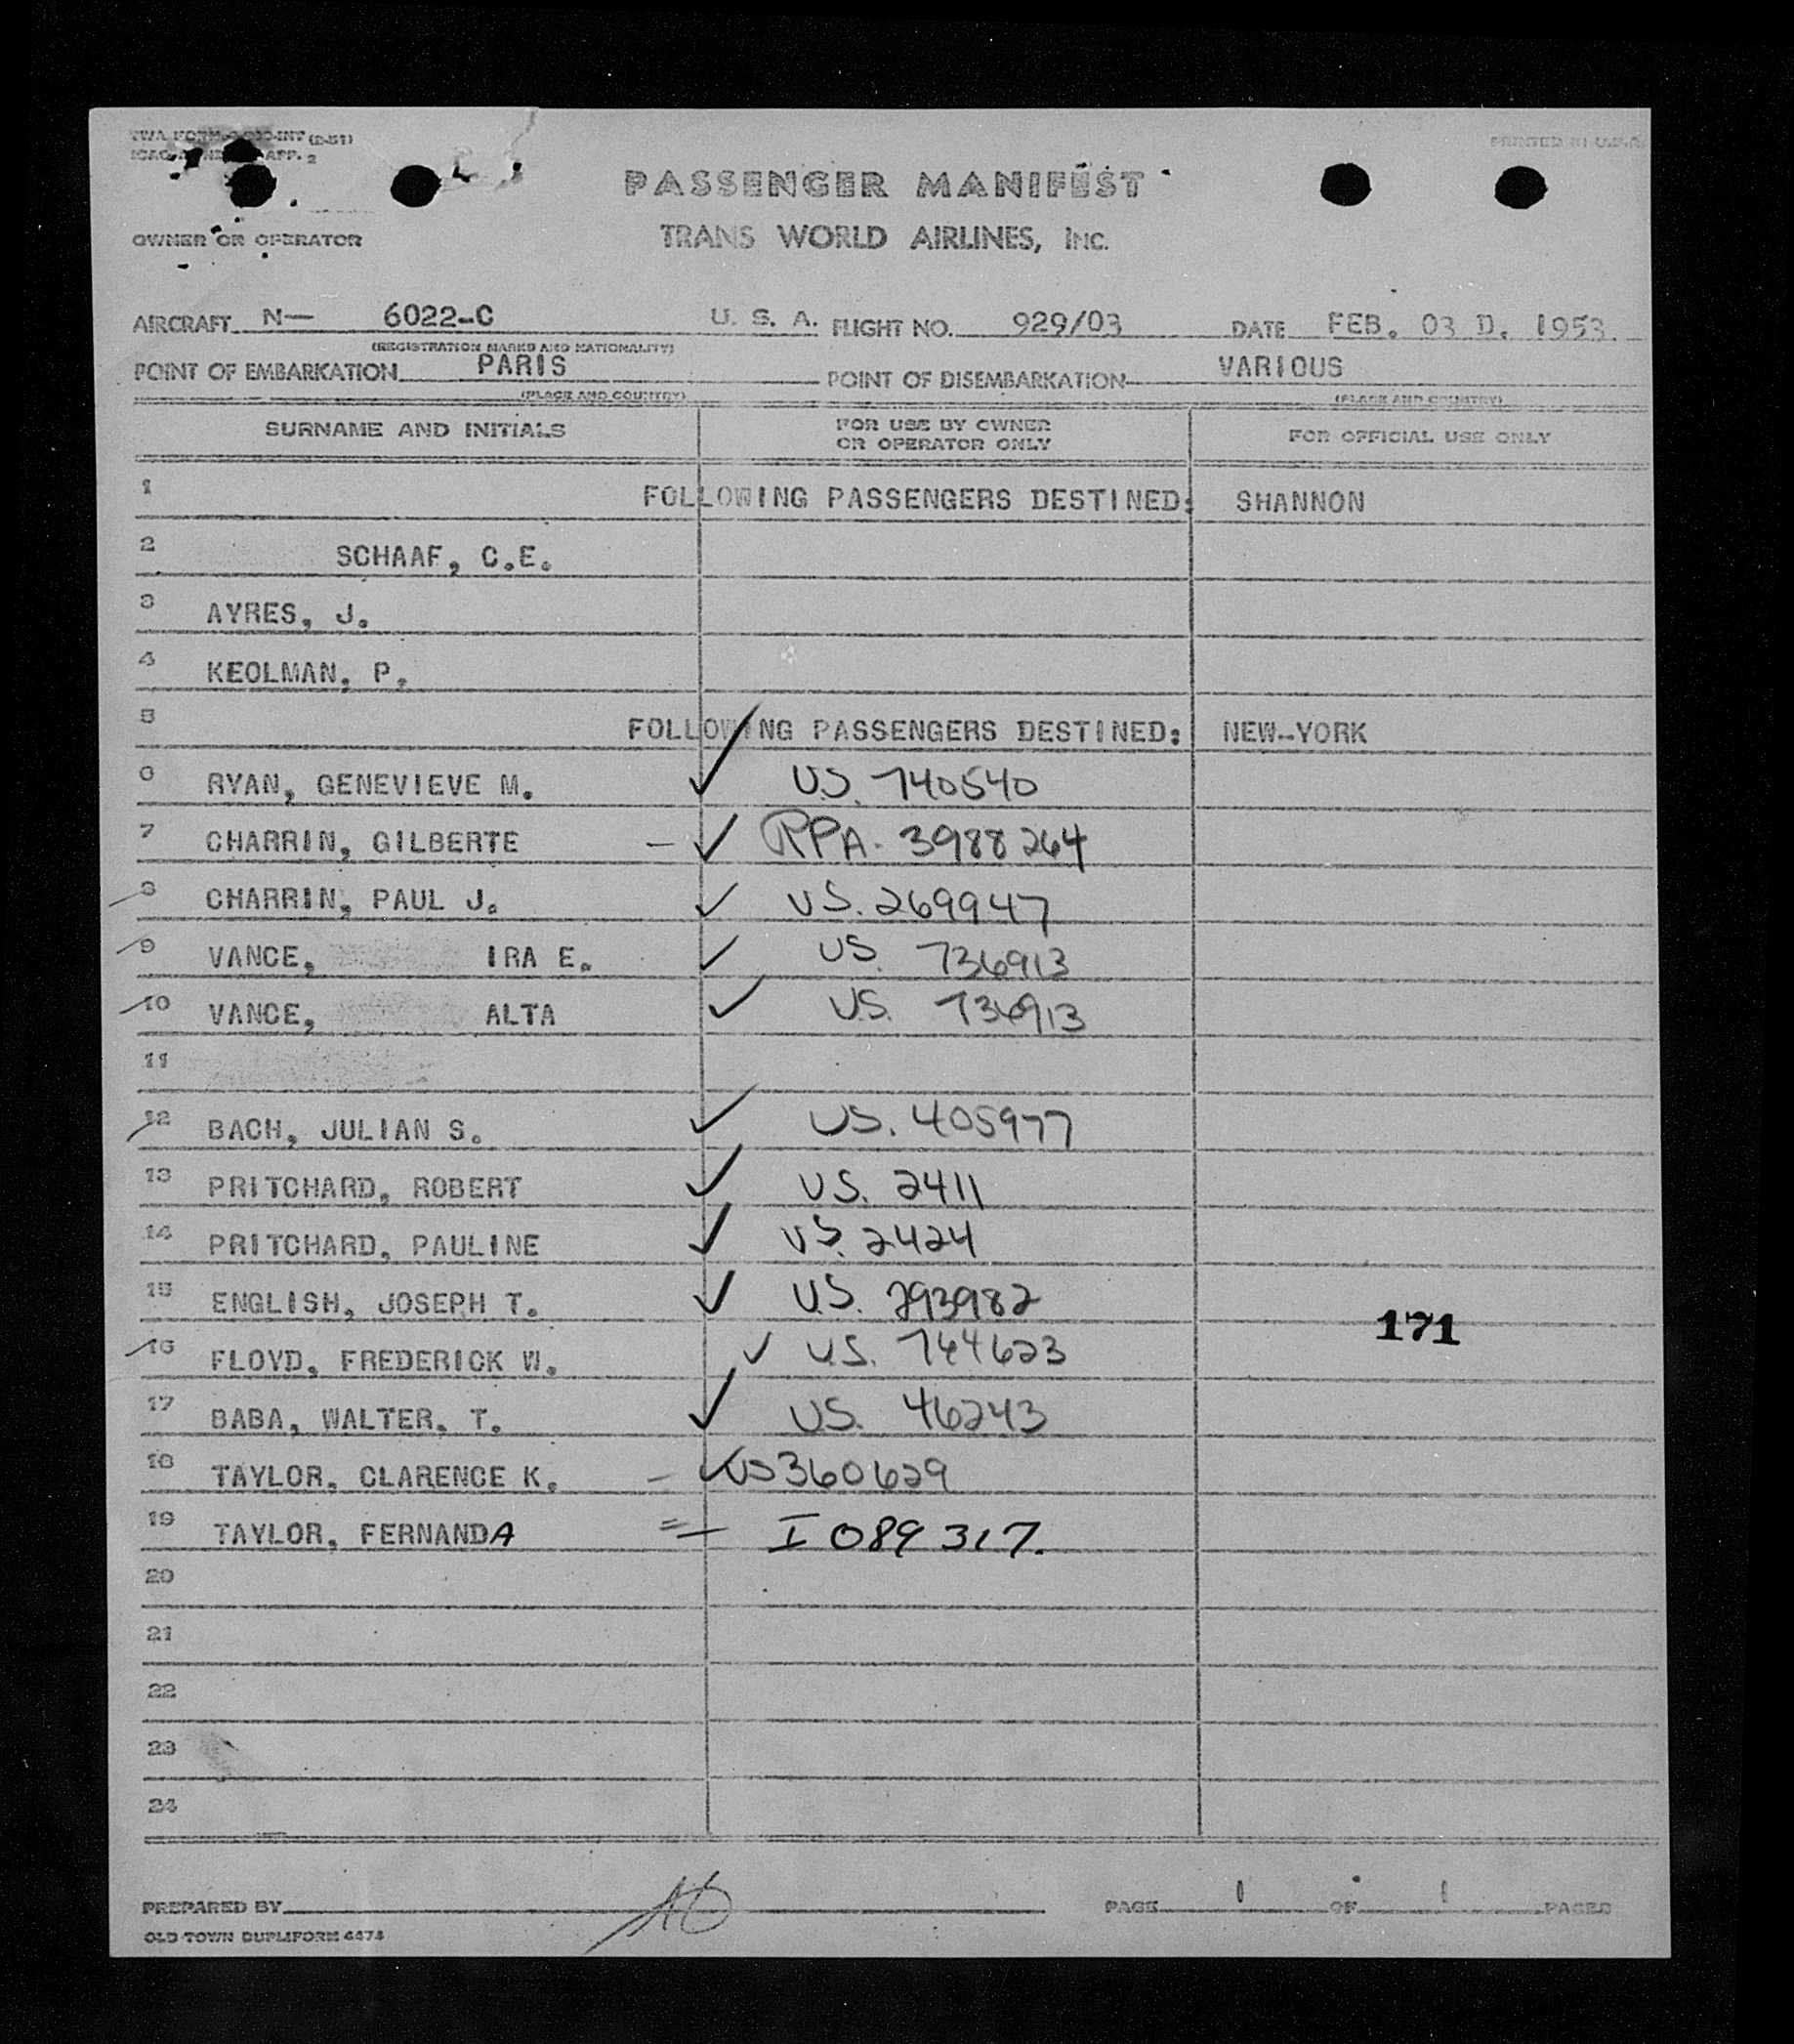 PRINTED IN U.S.A.
PASSENGER MANIFEST
OWNER OR OPERATOR TRANS WORLD AIRLINES, INC.
AIRCRAFT N— 6022-C U. S. A. FLIGHT NO. 929/03 DATE FEB. 03 D. 1953.
(REGISTRATION MARKS AND NATIONALITY)
POINT OF EMBARKATION PARIS POINT OF DISEMBARKATION VARIOUS
(PLACE AND COUNTRY) (PLACE AND COUNTRY)
SURNAME AND INITIALS FOR USE BY OWNER OR OPERATOR ONLY FOR OFFICIAL USE ONLY
1 FOLLOWING PASSENGERS DESTINED: SHANNON
2 SCHAAF, C.E.
3 AYRES, J.
4 KEOLMAN, P.
5 FOLLOWING PASSENGERS DESTINED: NEW-YORK
6 RYAN, GENEVIEVE M. ✓ U.S. 740540
7 CHARRIN, GILBERTE — ✓ RPA. 3988264
8 CHARRIN, PAUL J. ✓ US. 269947
9 VANCE, IRA E. ✓ US. 736913
10 VANCE, ALTA ✓ U.S. 736913
11
12 BACH, JULIAN S. ✓ US. 405977
13 PRITCHARD, ROBERT ✓ US. 2411
14 PRITCHARD, PAULINE ✓ US. 2424
15 ENGLISH, JOSEPH T. ✓ U.S. 293982
171
16 FLOYD, FREDERICK W. ✓ U.S. 744623
17 BABA, WALTER, T. ✓ US. 46243
18 TAYLOR, CLARENCE K. — ✓ US 360629
19 TAYLOR, FERNANDA = — I 089 317.
20
21
22
23
24
PREPARED BY PAGE 1 OF 1 PAGES
OLD TOWN DUPLIFORM 4474